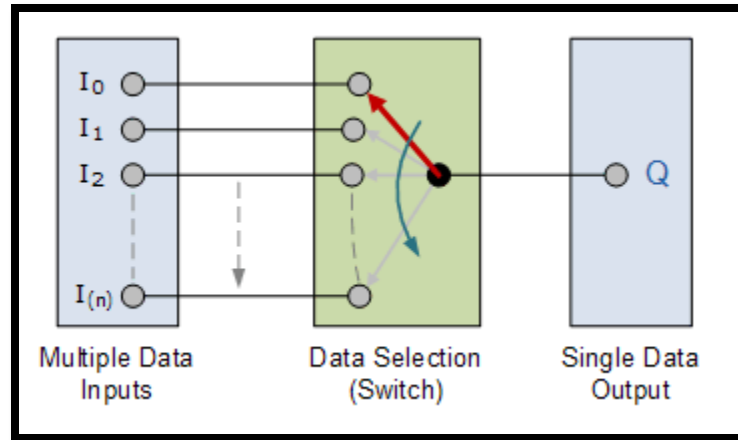 I0
I1
I2
I(n)
Q
Multiple Data
Inputs
Data Selection
(Switch)
Single Data
Output